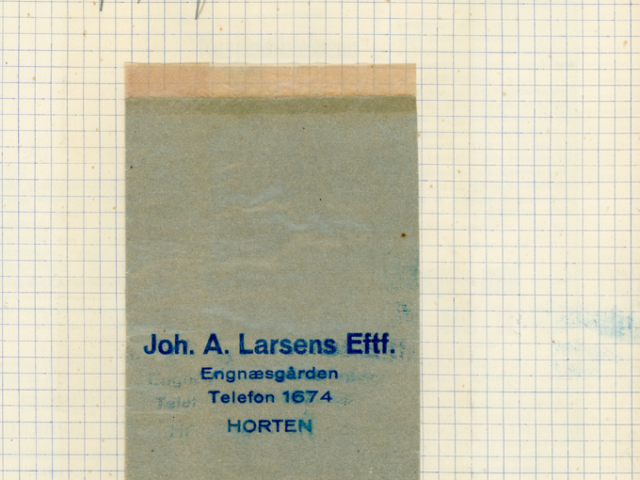 Joh. A. Larsens Eftf.
Engnæsgården
Telefon 1674
HORTEN